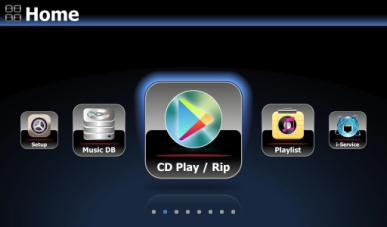 Home
Setup
Music DB
CD Play / Rip
Playlist
i-Service